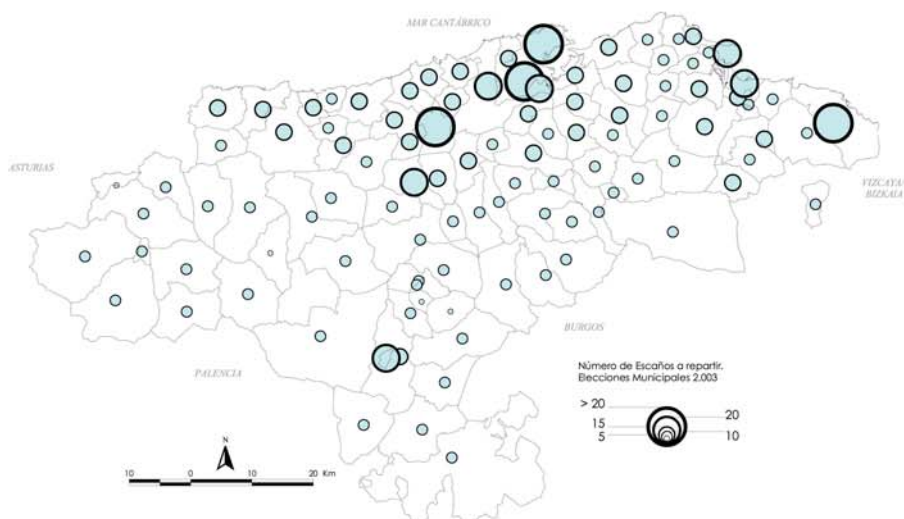 MAR CANTÁBRICO
ASTURIAS
VIZCAYA-
BIZKAIA
BURGOS
PALENCIA
Número de Escaños a repartir.
Elecciones Municipales 2.003
> 20
20
15
10
5
N
10 0 10 20 Km